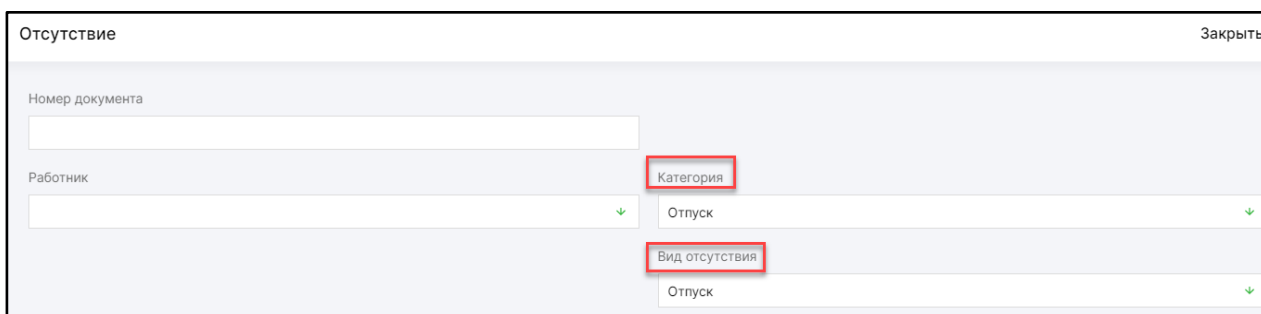 Отсутствие Закрыть
Номер документа
Работник Категория
Отпуск
Вид отсутствия
Отпуск